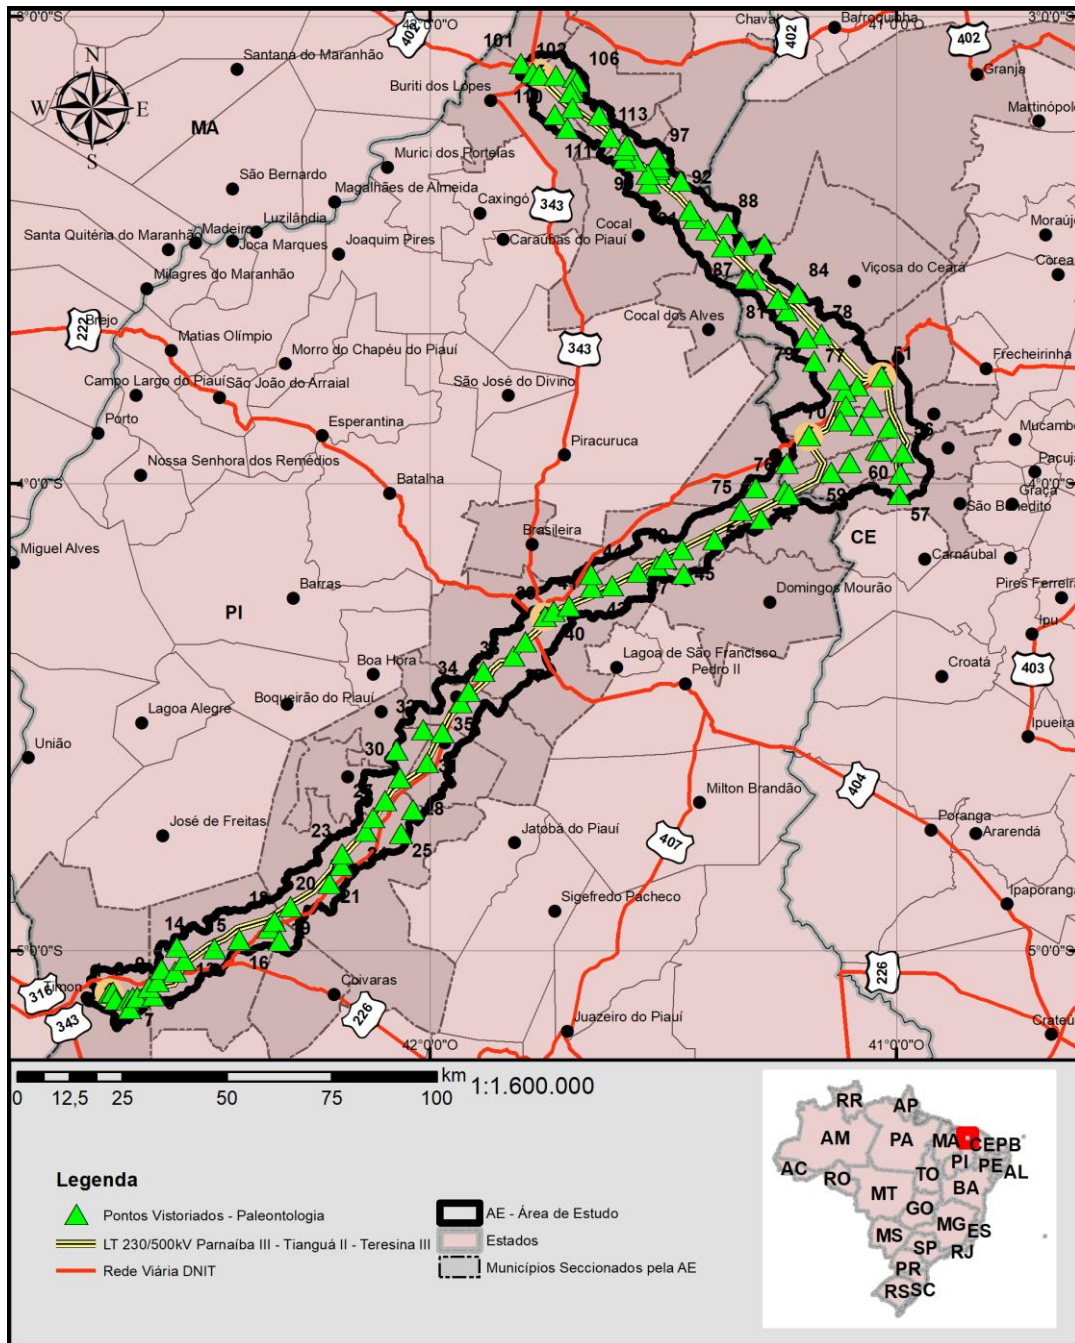 3°0'0"S
42°0'0"O
41°0'0"O
3°0'0"S
402
Chaval
Barroquinha
402
402
101
102
106
Santana do Maranhão
Granja
N
Buriti dos Lopes
110
W
E
MA
113
Martinópole
S
111
97
Murici dos Portelas
São Bernardo
Magalhães de Almeida
92
343
Caxingó
88
Luzilândia
Madeiro
Cocal
Moraújo
Santa Quitéria do Maranhão
Joca Marques
Joaquim Pires
Caraúbas do Piauí
87
84
Viçosa do Ceará
Milagres do Maranhão
78
81
Brejo
222
Cocal dos Alves
Matias Olímpio
343
79
77
51
Morro do Chapéu do Piauí
Frecheirinha
Campo Largo do Piauí
São João do Arraial
São José do Divino
70
Porto
Esperantina
Mucambo
Piracuruca
76
60
Pacujá
Nossa Senhora dos Remédios
4°0'0"S
Batalha
75
59
57
4°0'0"S
Graça
São Benedito
Brasileira
CE
Miguel Alves
44
Carnaubal
45
Pires Ferreira
Barras
Domingos Mourão
PI
40
Ipu
Boa Hora
34
Lagoa de São Francisco
Pedro II
Croatá
403
Boqueirão do Piauí
32
Lagoa Alegre
35
Ipueiras
União
30
404
Milton Brandão
Poranga
José de Freitas
23
Jatobá do Piauí
Ararendá
25
407
20
21
Sigefredo Pacheco
Ipaporanga
14
19
16
5°0'0"S
5°0'0"S
226
316
Timon
Coivaras
343
7
226
Juazeiro do Piauí
Crateús
42°0'0"O
41°0'0"O
km
1:1.600.000
0 12,5 25 50 75 100
RR
AP
AM
PA
MA
CE
PB
PI
PE
AL
AC
TO
RO
BA
MT
GO
MG
ES
MS
SP
RJ
PR
SC
RS
Legenda
Pontos Vistoriados - Paleontologia
LT 230/500kV Parnaíba III - Tianguá II - Teresina III
Rede Viária DNIT
AE - Área de Estudo
Estados
Municípios Seccionados pela AE